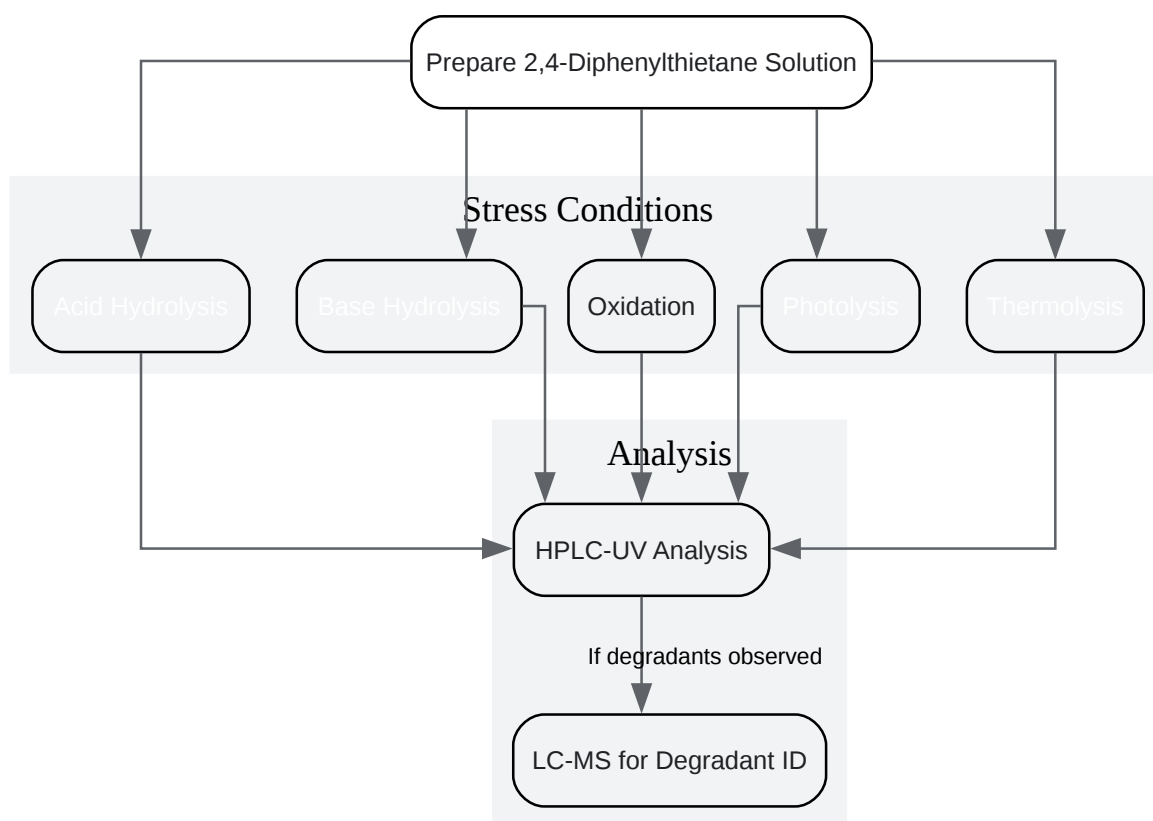 Prepare 2,4-Diphenylthietane Solution
Stress Conditions
Acid Hydrolysis
Base Hydrolysis
Oxidation
Photolysis
Thermolysis
Analysis
HPLC-UV Analysis
If degradants observed
LC-MS for Degradant ID